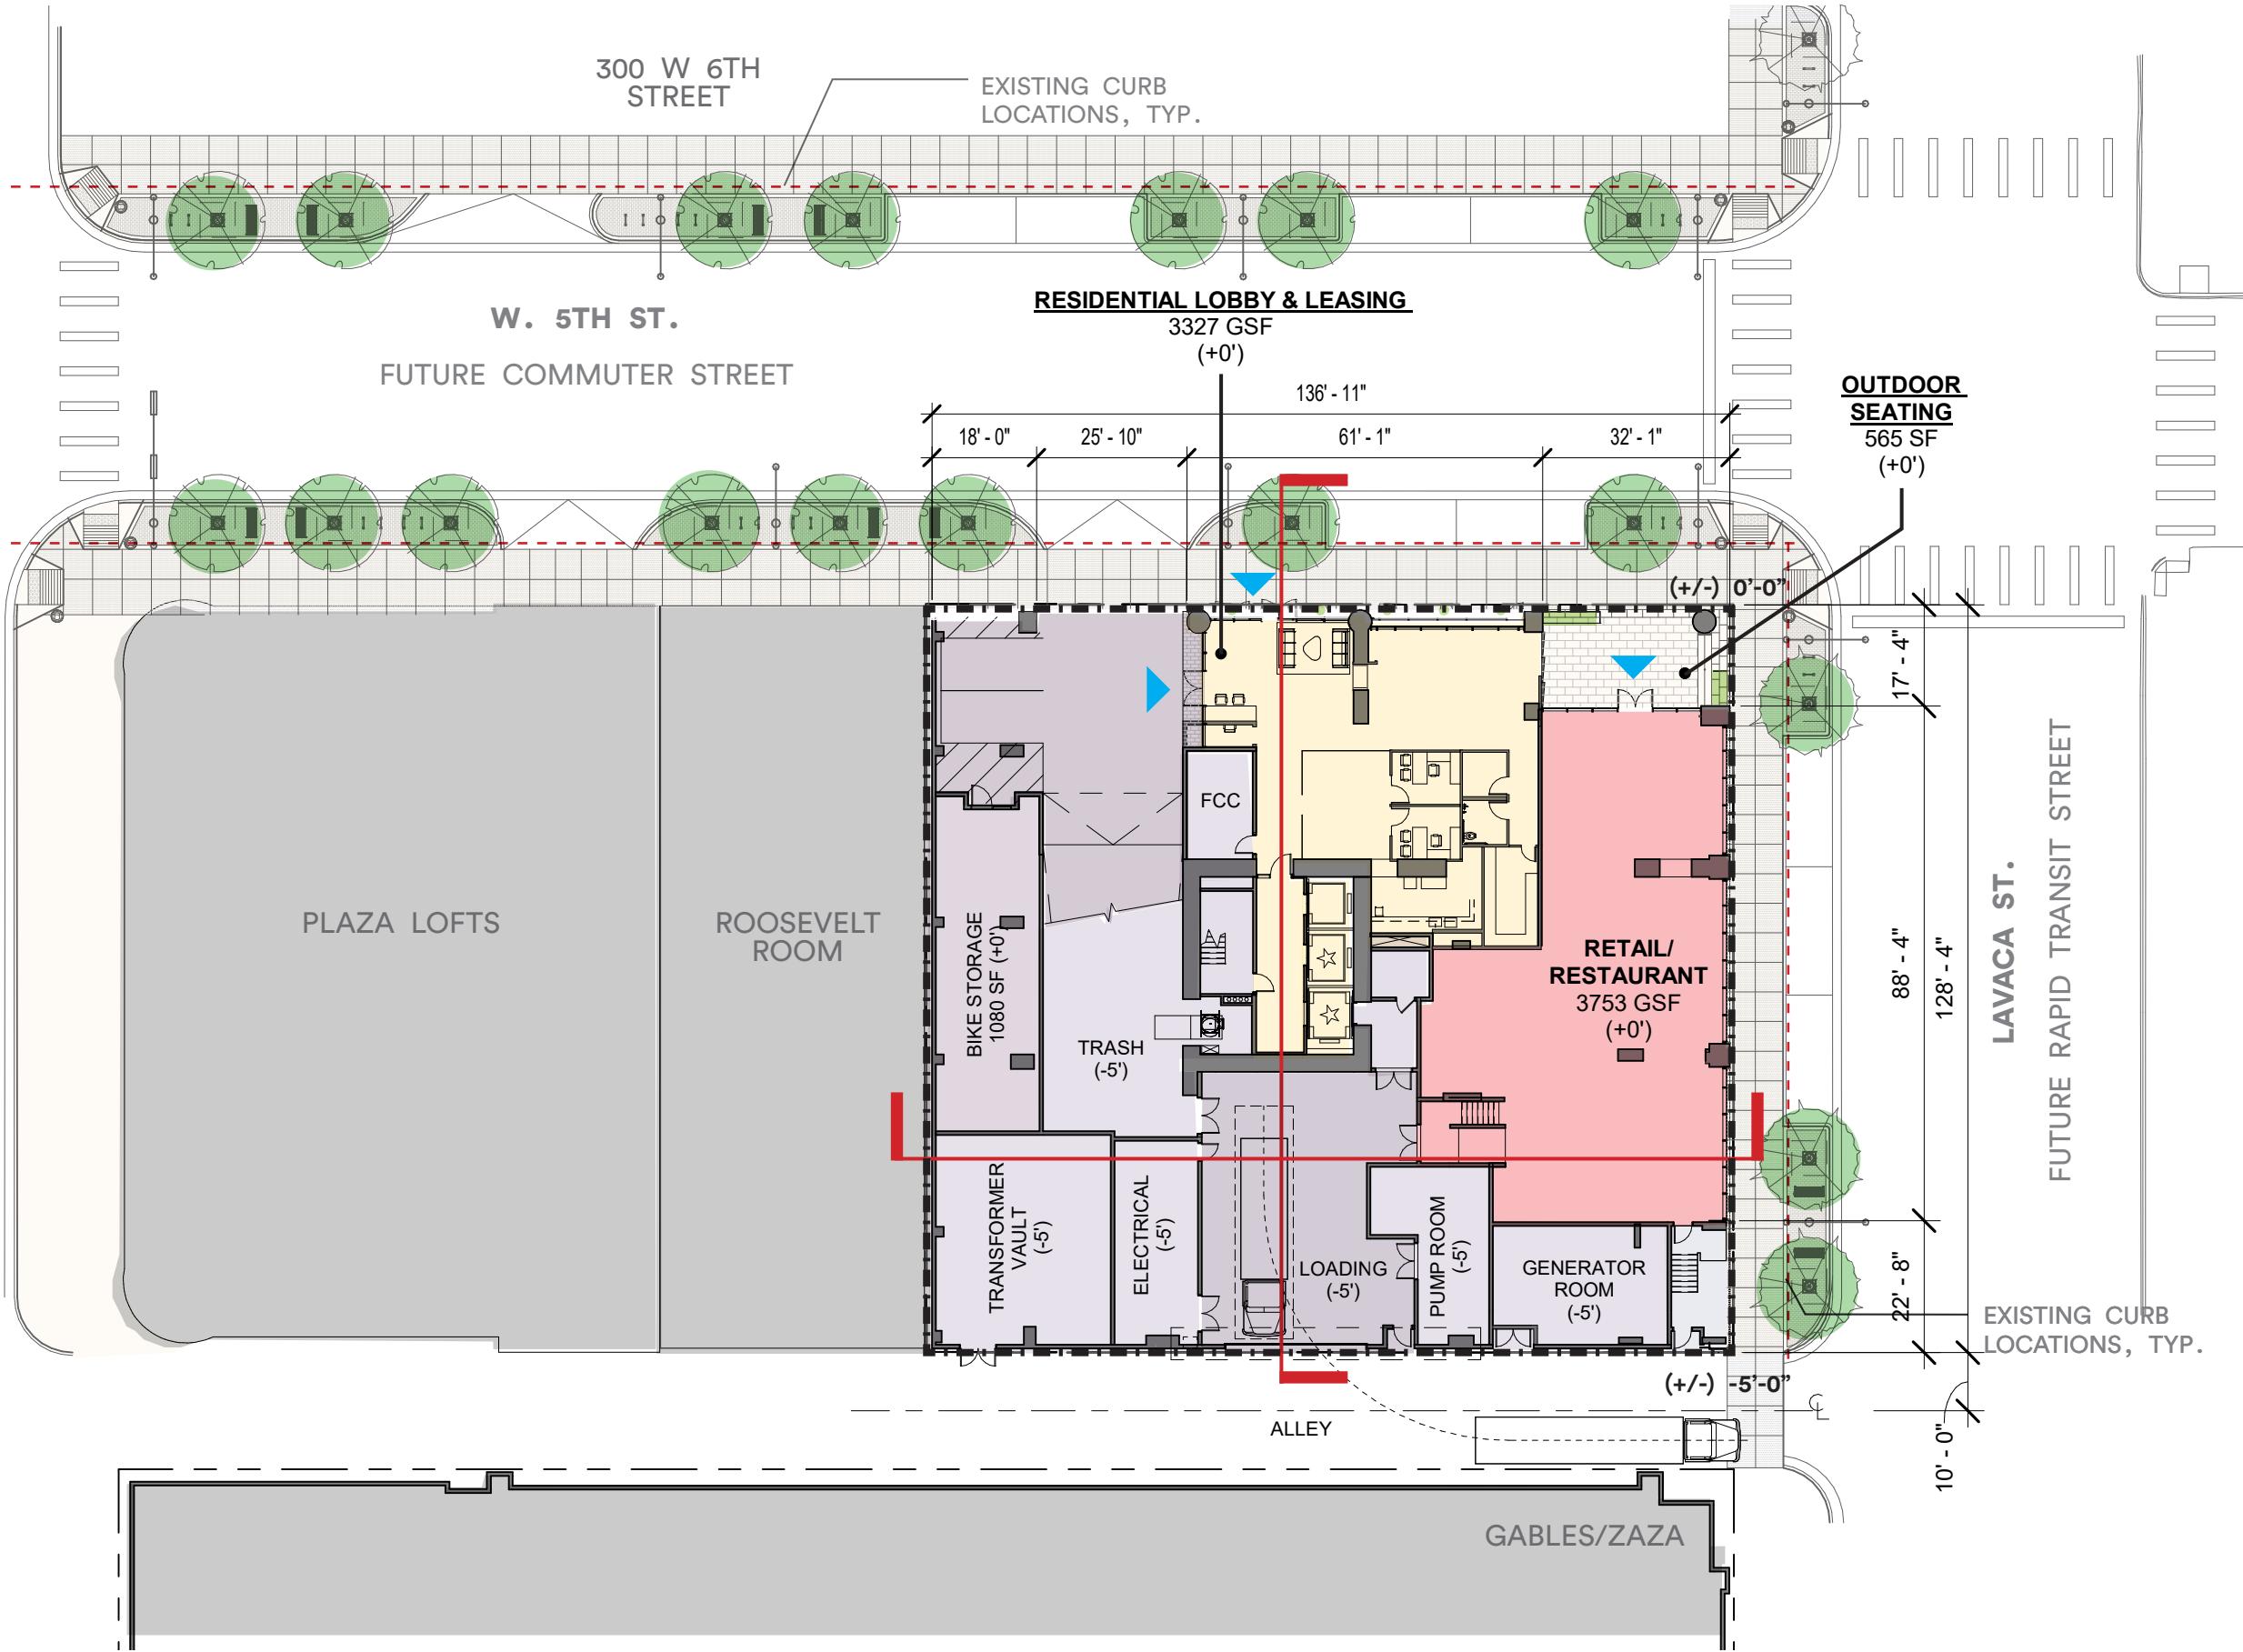 300 W 6TH
STREET
EXISTING CURB
LOCATIONS, TYP.
W. 5TH ST.
FUTURE COMMUTER STREET
RESIDENTIAL LOBBY & LEASING
3327 GSF
(+0')
OUTDOOR
SEATING
565 SF
(+0')
136' - 11"
18' - 0"
25' - 10"
61' - 1"
32' - 1"
(+/-) 0'-0"
17' - 4"
88' - 4"
128' - 4"
22' - 8"
10' - 0"
LAVACA ST.
FUTURE RAPID TRANSIT STREET
PLAZA LOFTS
ROOSEVELT
ROOM
FCC
BIKE STORAGE
1080 SF (+0')
TRASH
(-5')
RETAIL/
RESTAURANT
3753 GSF
(+0')
TRANSFORMER
VAULT
(-5')
ELECTRICAL
(-5')
LOADING
(-5')
PUMP ROOM
(-5')
GENERATOR
ROOM
(-5')
EXISTING CURB
LOCATIONS, TYP.
(+/-) -5'-0"
CL
ALLEY
GABLES/ZAZA